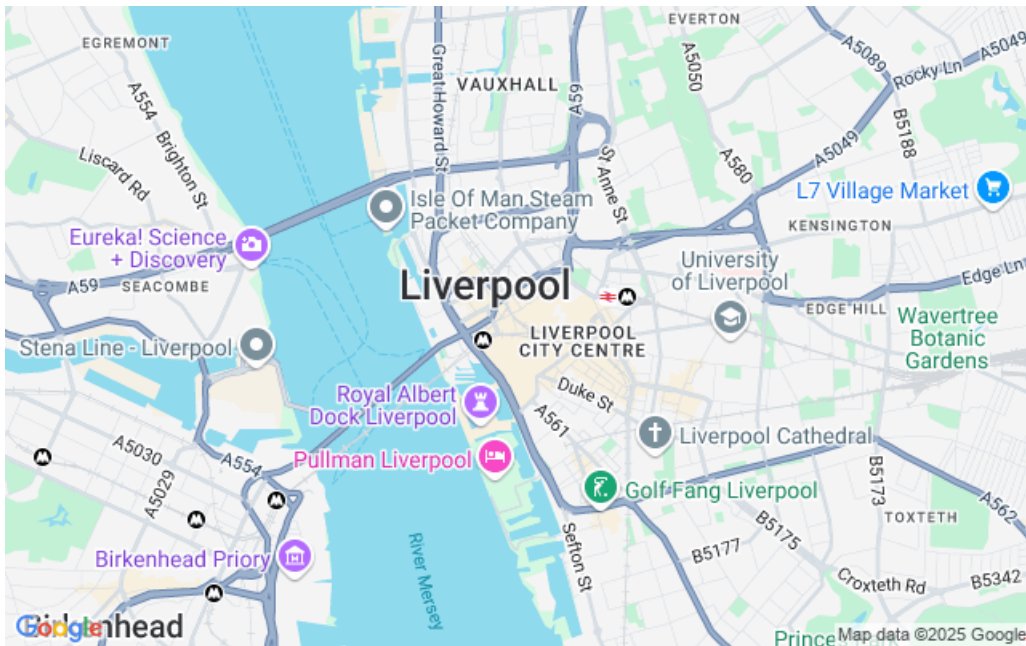 EVERTON
EGREMONT
A5089
A5049
Rocky Ln
Great Howard St
VAUXHALL
A5050
A59
A554
Brighton St
B5188
A5049
Liscard Rd
St Anne St
A580
L7 Village Market
Isle Of Man Steam
Packet Company
KENSINGTON
Eureka! Science
+ Discovery
University
of Liverpool
Edge Ln
A59
SEACOMBE
Liverpool
EDGE HILL
Wavertree
Botanic
Gardens
LIVERPOOL
CITY CENTRE
Stena Line - Liverpool
Duke St
Royal Albert
Dock Liverpool
A561
Liverpool Cathedral
A5030
A554
Pullman Liverpool
A5029
B5173
Golf Fang Liverpool
A562
TOXTETH
B5175
Sefton St
B5177
River Mersey
Birkenhead Priory
Croxteth Rd
B5342
Google
Birkenhead
Map data ©2025 Google